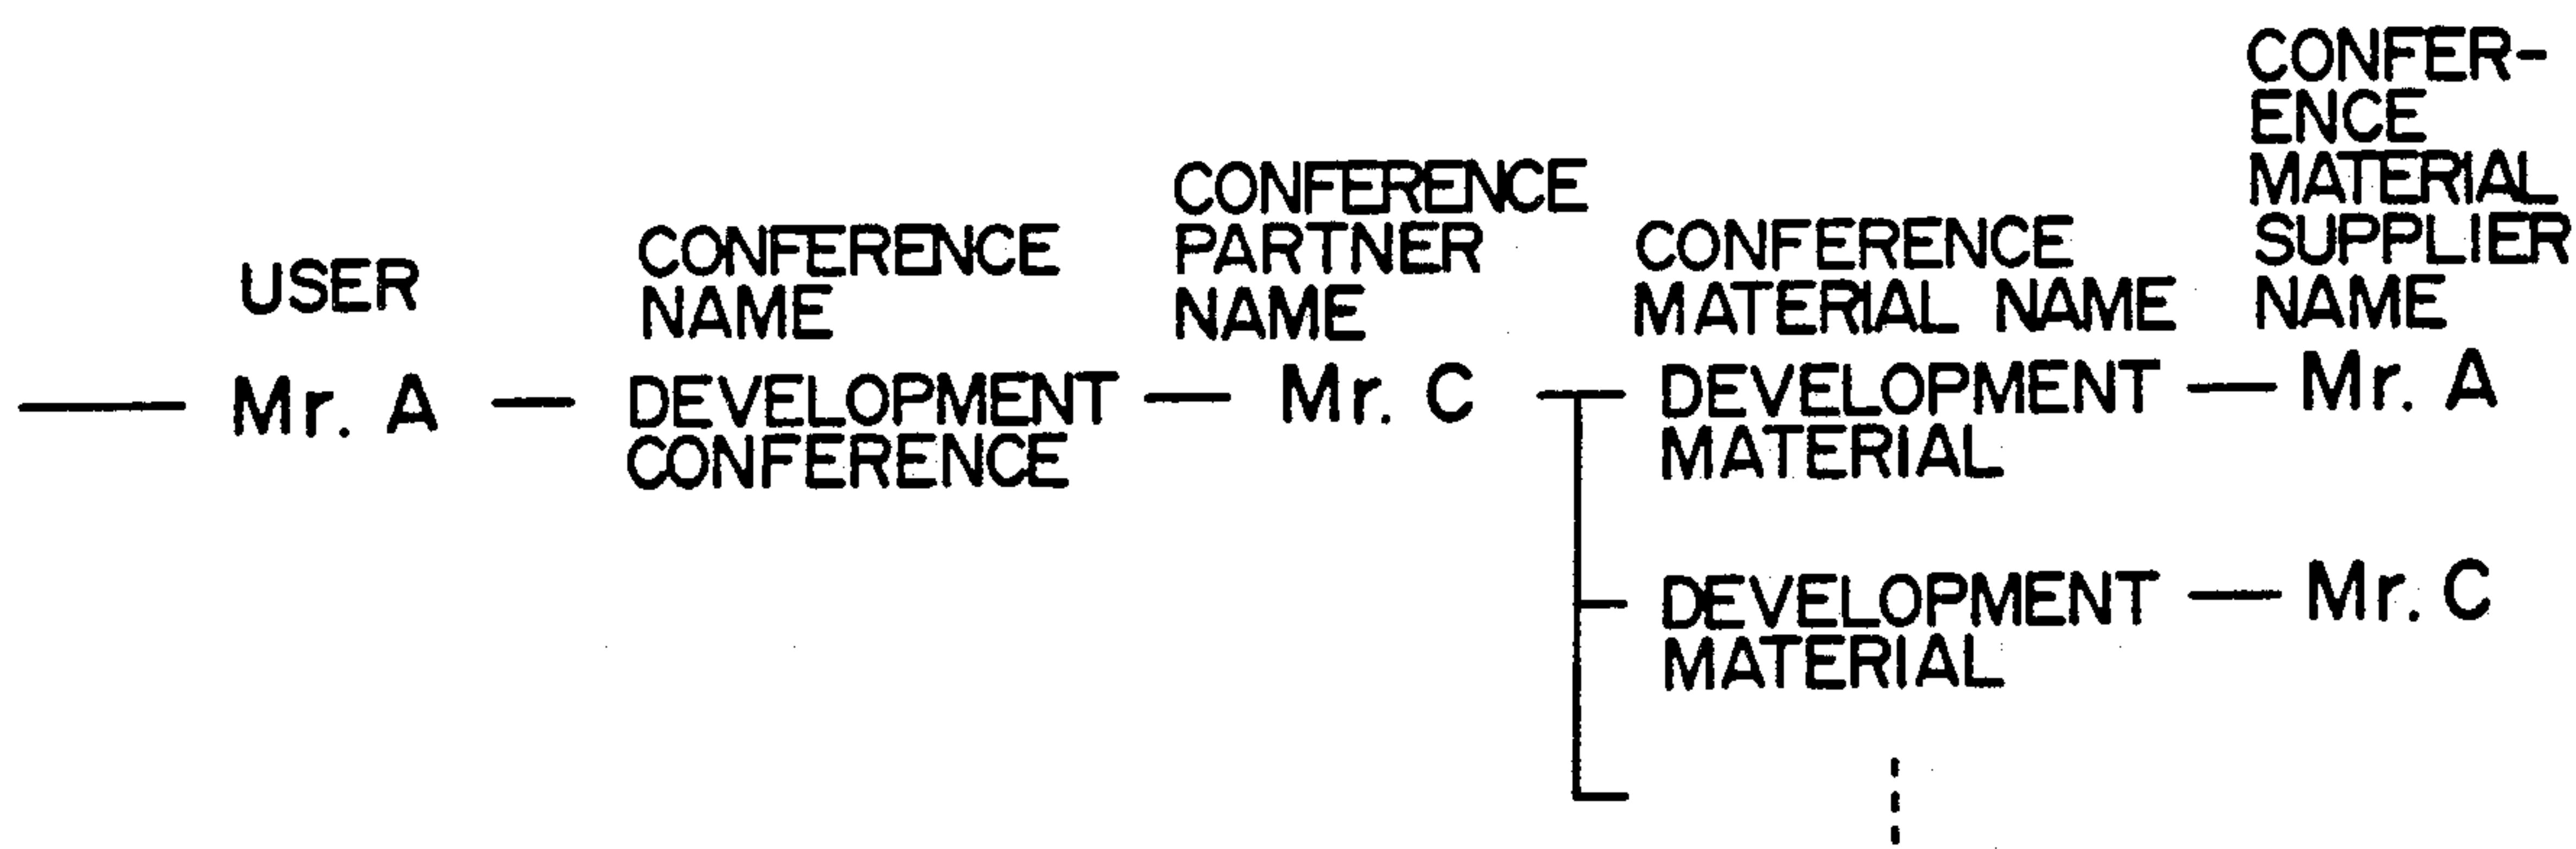 USER
CONFERENCE
NAME
CONFERENCE
PARTNER
NAME
CONFERENCE
MATERIAL NAME
CONFER-
ENCE
MATERIAL
SUPPLIER
NAME
Mr. A
DEVELOPMENT
CONFERENCE
Mr. C
DEVELOPMENT
MATERIAL
Mr. A
DEVELOPMENT
MATERIAL
Mr. C